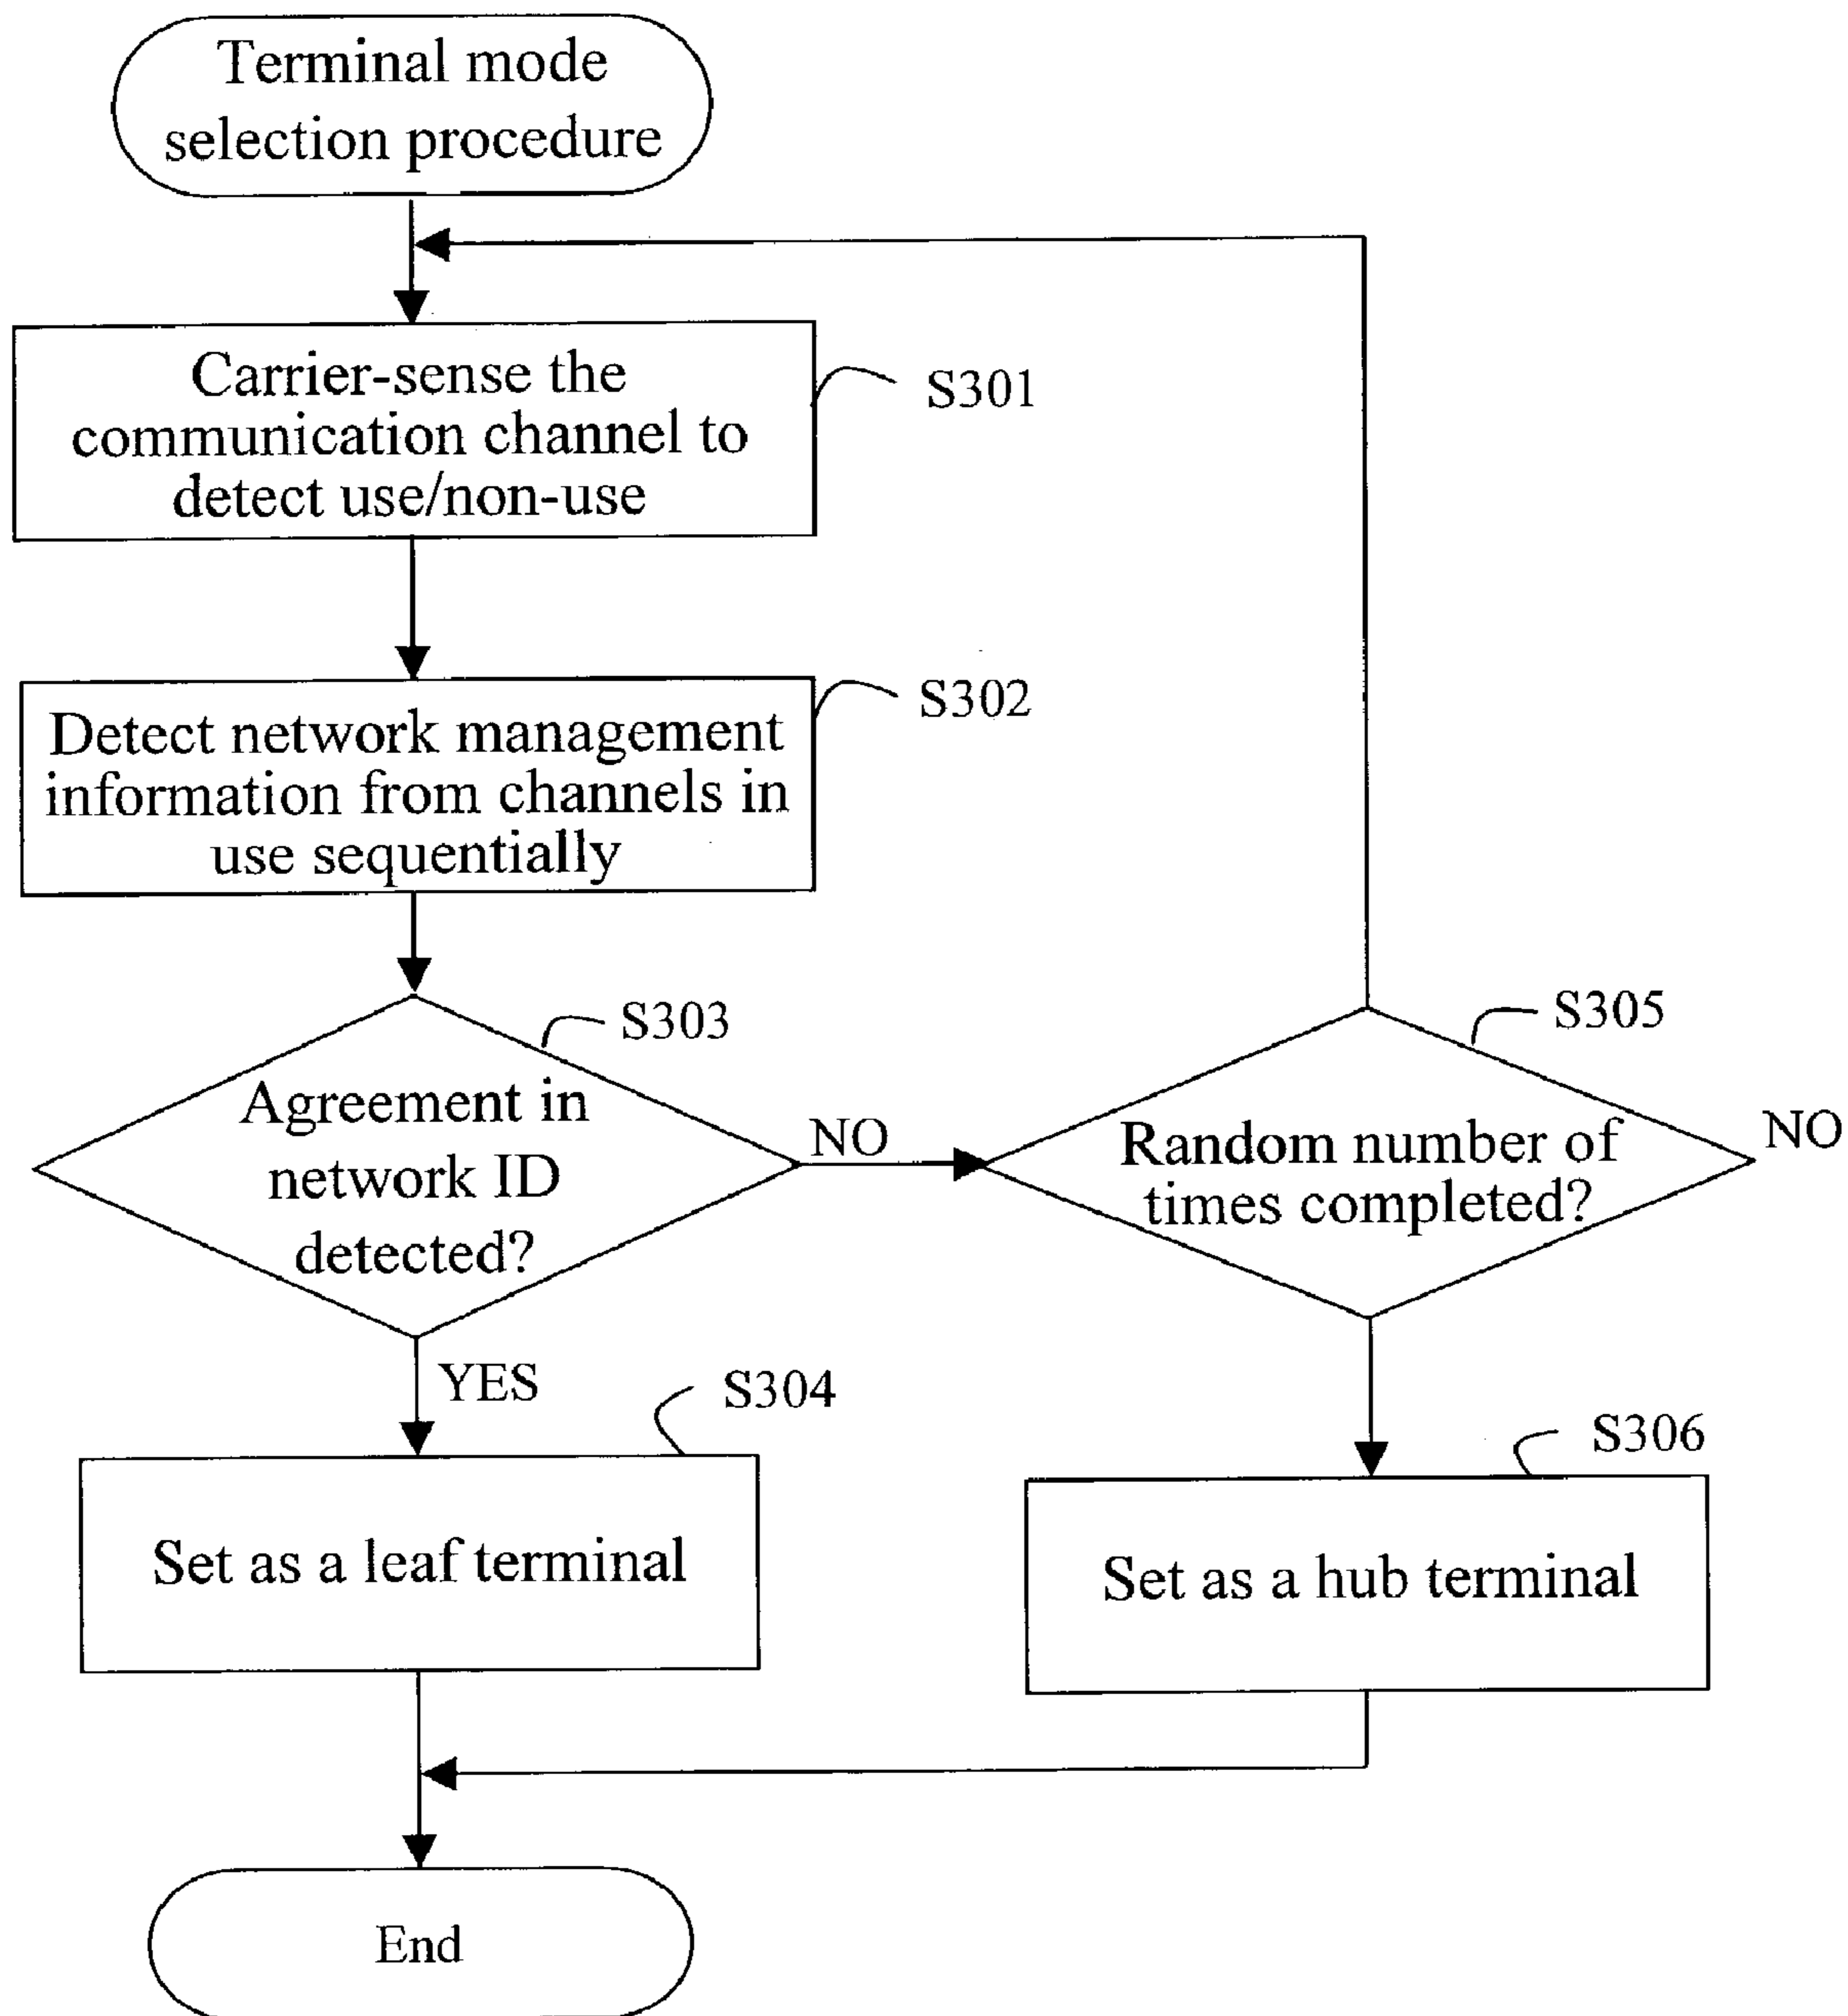 Terminal mode
selection procedure
Carrier-sense the
communication channel to
detect use/non-use
S301
Detect network management
information from channels in
use sequentially
S302
S303
Agreement in
network ID
detected?
NO
YES
S305
Random number of
times completed?
NO
S304
Set as a leaf terminal
S306
Set as a hub terminal
End